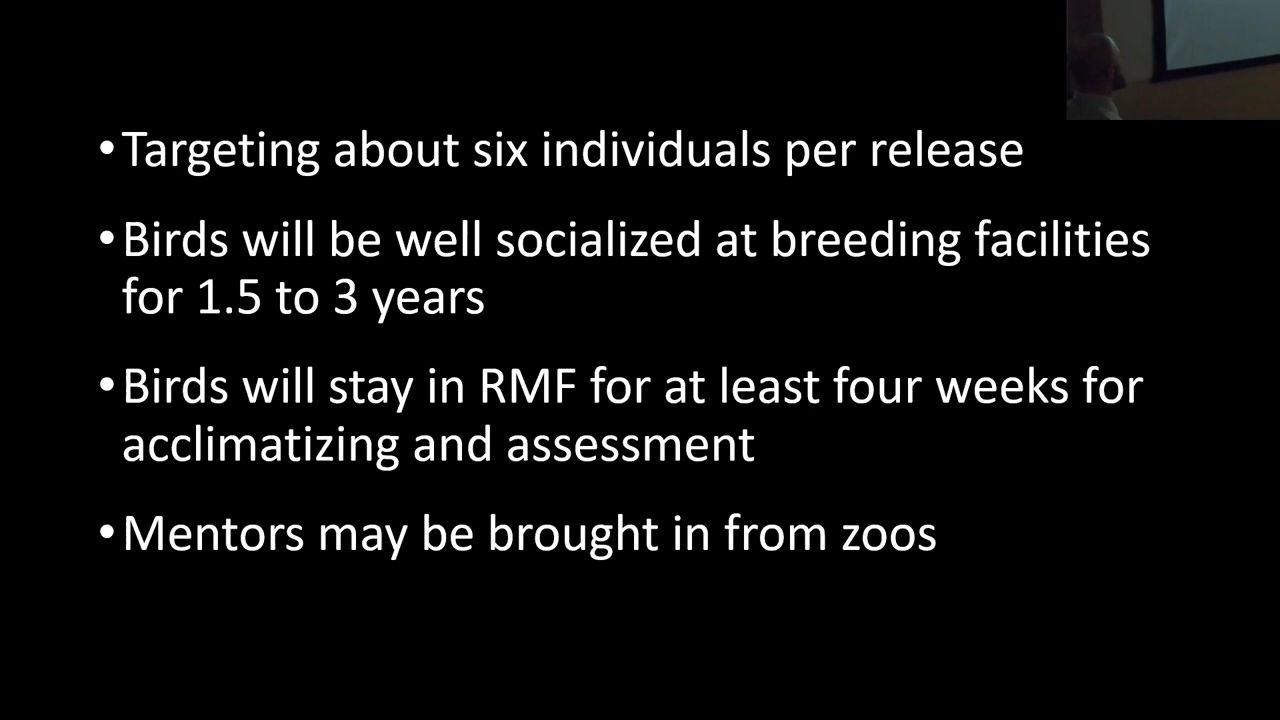 • Targeting about six individuals per release
• Birds will be well socialized at breeding facilities
for 1.5 to 3 years
• Birds will stay in RMF for at least four weeks for
acclimatizing and assessment
• Mentors may be brought in from zoos